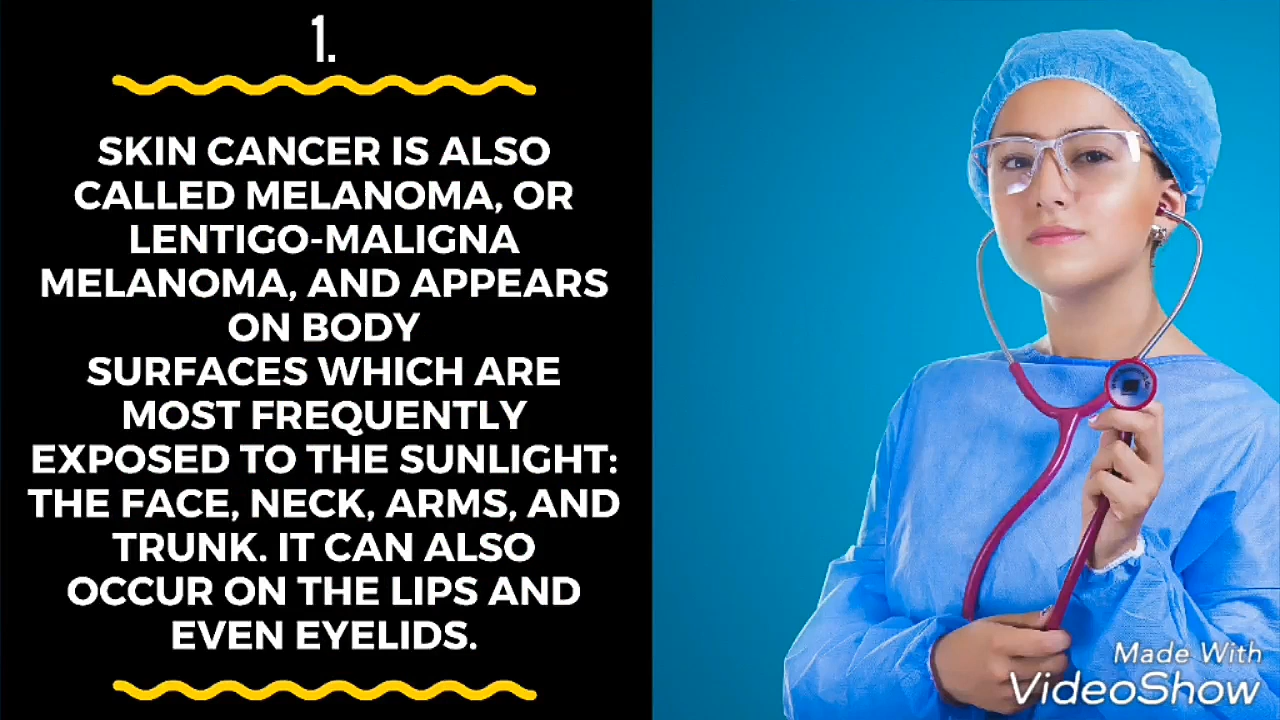 1.
SKIN CANCER IS ALSO
CALLED MELANOMA, OR
LENTIGO-MALIGNA
MELANOMA, AND APPEARS
ON BODY
SURFACES WHICH ARE
MOST FREQUENTLY
EXPOSED TO THE SUNLIGHT:
THE FACE, NECK, ARMS, AND
TRUNK. IT CAN ALSO
OCCUR ON THE LIPS AND
EVEN EYELIDS.
Made With
VideoShow